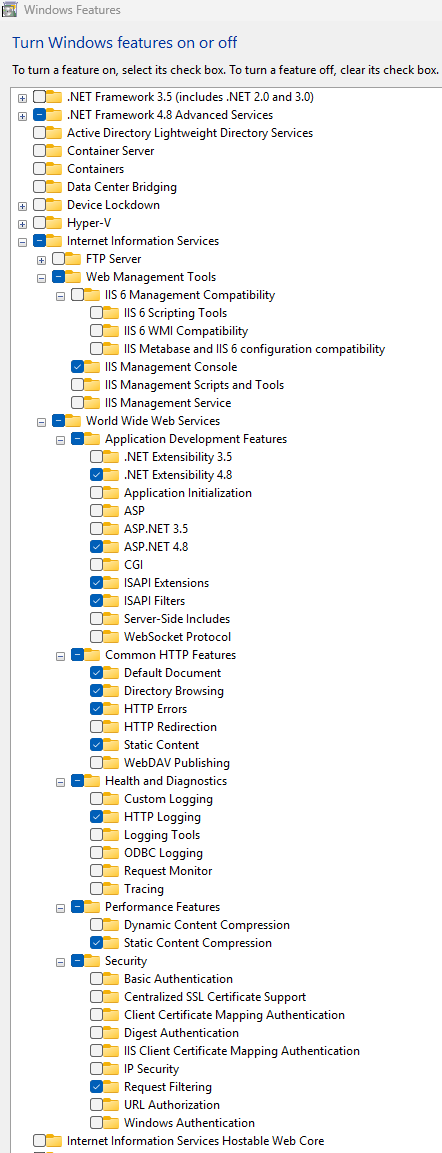 Windows Features
Turn Windows features on or off
To turn a feature on, select its check box. To turn a feature off, clear its check box.
.NET Framework 3.5 (includes .NET 2.0 and 3.0)
.NET Framework 4.8 Advanced Services
Active Directory Lightweight Directory Services
Container Server
Containers
Data Center Bridging
Device Lockdown
Hyper-V
Internet Information Services
FTP Server
Web Management Tools
IIS 6 Management Compatibility
IIS 6 Scripting Tools
IIS 6 WMI Compatibility
IIS Metabase and IIS 6 configuration compatibility
IIS Management Console
IIS Management Scripts and Tools
IIS Management Service
World Wide Web Services
Application Development Features
.NET Extensibility 3.5
.NET Extensibility 4.8
Application Initialization
ASP
ASP.NET 3.5
ASP.NET 4.8
CGI
ISAPI Extensions
ISAPI Filters
Server-Side Includes
WebSocket Protocol
Common HTTP Features
Default Document
Directory Browsing
HTTP Errors
HTTP Redirection
Static Content
WebDAV Publishing
Health and Diagnostics
Custom Logging
HTTP Logging
Logging Tools
ODBC Logging
Request Monitor
Tracing
Performance Features
Dynamic Content Compression
Static Content Compression
Security
Basic Authentication
Centralized SSL Certificate Support
Client Certificate Mapping Authentication
Digest Authentication
IIS Client Certificate Mapping Authentication
IP Security
Request Filtering
URL Authorization
Windows Authentication
Internet Information Services Hostable Web Core